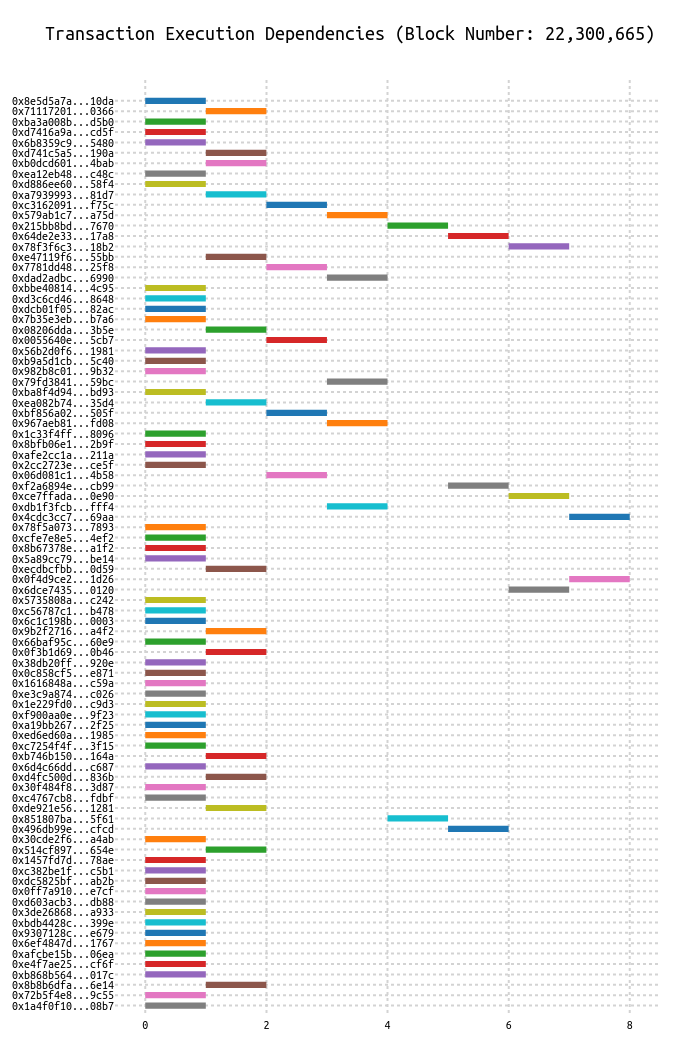 Transaction Execution Dependencies (Block Number: 22,300,665)
0x8e5d5a7a...10da
0x71117201...0366
0xba3a008b...d5b0
0xd7416a9a...cd5f
0x6b8359c9...5480
0xd741c5a5...190a
0xb0dcd601...4bab
0xea12eb48...c48c
0xd886ee60...58f4
0xa7939993...81d7
0xc3162091...f75c
0x579ab1c7...a75d
0x215bb8bd...7670
0x64de2e33...17a8
0x78f3f6c3...18b2
0xe47119f6...55bb
0x7781dd48...25f8
0xdad2adbc...6990
0xbbe40814...4c95
0xd3c6cd46...8648
0xdcb01f05...82ac
0x7b35e3eb...b7a6
0x08206dda...3b5e
0x0055640e...5cb7
0x56b2d0f6...1981
0xb9a5d1cb...5c40
0x982b8c01...9b32
0x79fd3841...59bc
0xba8f4d94...bd93
0xea082b74...35d4
0xbf856a02...505f
0x967aeb81...fd08
0x1c33f4ff...8096
0x8bfb06e1...2b9f
0xafe2cc1a...211a
0x2cc2723e...ce5f
0x06d081c1...4b58
0xf2a6894e...cb99
0xce7ffada...0e90
0xdb1f3fcb...fff4
0x4cdc3cc7...69aa
0x78f5a073...7893
0xcfe7e8e5...4ef2
0x8b67378e...a1f2
0x5a89cc79...be14
0xecdbcfbb...0d59
0x0f4d9ce2...1d26
0x6dce7435...0120
0x5735808a...c242
0xc56787c1...b478
0x6c1c198b...0003
0x9b2f2716...a4f2
0x66baf95c...60e9
0x0f3b1d69...0b46
0x38db20ff...920e
0x0c858cf5...e871
0x1616848a...c59a
0xe3c9a874...c026
0x1e229fd0...c9d3
0xf900aa0e...9f23
0xa19bb267...2f25
0xed6ed60a...1985
0xc7254f4f...3f15
0xb746b150...164a
0x6d4c66dd...c687
0xd4fc500d...836b
0x30f484f8...3d87
0xc4767cb8...fdbf
0xde921e56...1281
0x851807ba...5f61
0x496db99e...cfcd
0x30cde2f6...a4ab
0x514cf897...654e
0x1457fd7d...78ae
0xc382be1f...c5b1
0xdc5825bf...ab2b
0x0ff7a910...e7cf
0xd603acb3...db88
0x3de26868...a933
0xbdb4428c...399e
0x9307128c...e679
0x6ef4847d...1767
0xafcbe15b...06ea
0xe4f7ae25...cf6f
0xb868b564...017c
0x8b8b6dfa...6e14
0x72b5f4e8...9c55
0x1a4f0f10...08b7
0 2 4 6 8